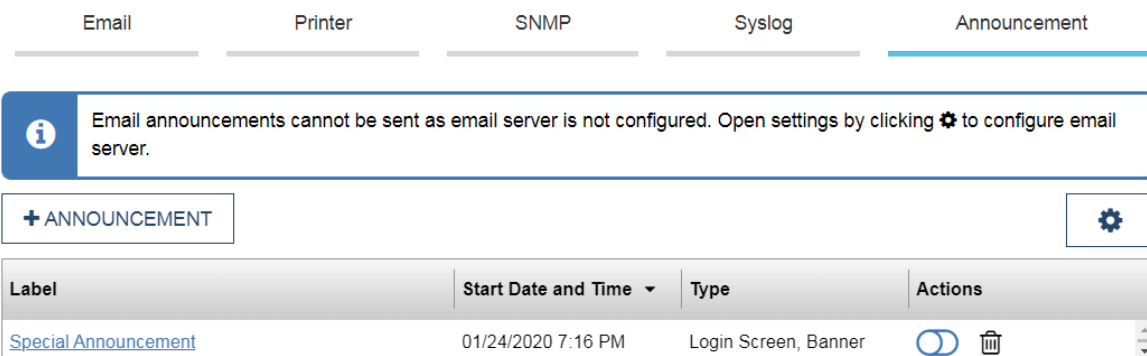 Email Printer SNMP Syslog Announcement
Email announcements cannot be sent as email server is not configured. Open settings by clicking to configure email
server.
+ ANNOUNCEMENT
Label Start Date and Time Type Actions
Special Announcement 01/24/2020 7:16 PM Login Screen, Banner